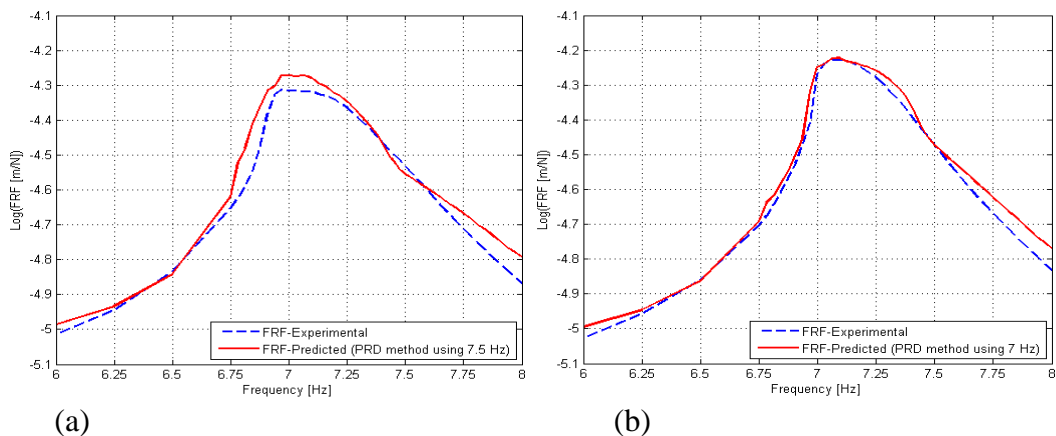 -4.1
-4.2
-4.3
-4.4
-4.5
-4.6
-4.7
-4.8
-4.9
-5
-5.1
Log(FRF [m/N])
FRF-Experimental
FRF-Predicted (PRD method using 7.5 Hz)
6 6.25 6.5 6.75 7 7.25 7.5 7.75 8
Frequency [Hz]
(a)
-4.1
-4.2
-4.3
-4.4
-4.5
-4.6
-4.7
-4.8
-4.9
-5
-5.1
Log(FRF [m/N])
FRF-Experimental
FRF-Predicted (PRD method using 7 Hz)
6 6.25 6.5 6.75 7 7.25 7.5 7.75 8
Frequency [Hz]
(b)